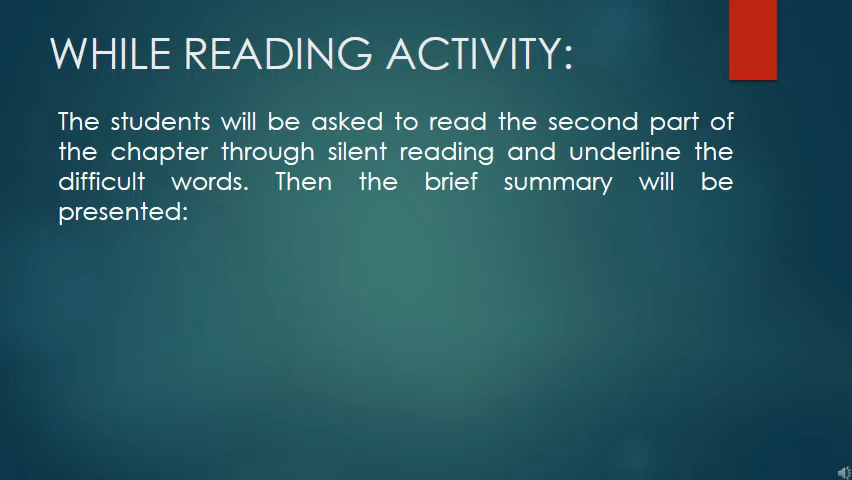 WHILE READING ACTIVITY:
The students will be asked to read the second part of
the chapter through silent reading and underline the
difficult words. Then the brief summary will be
presented: